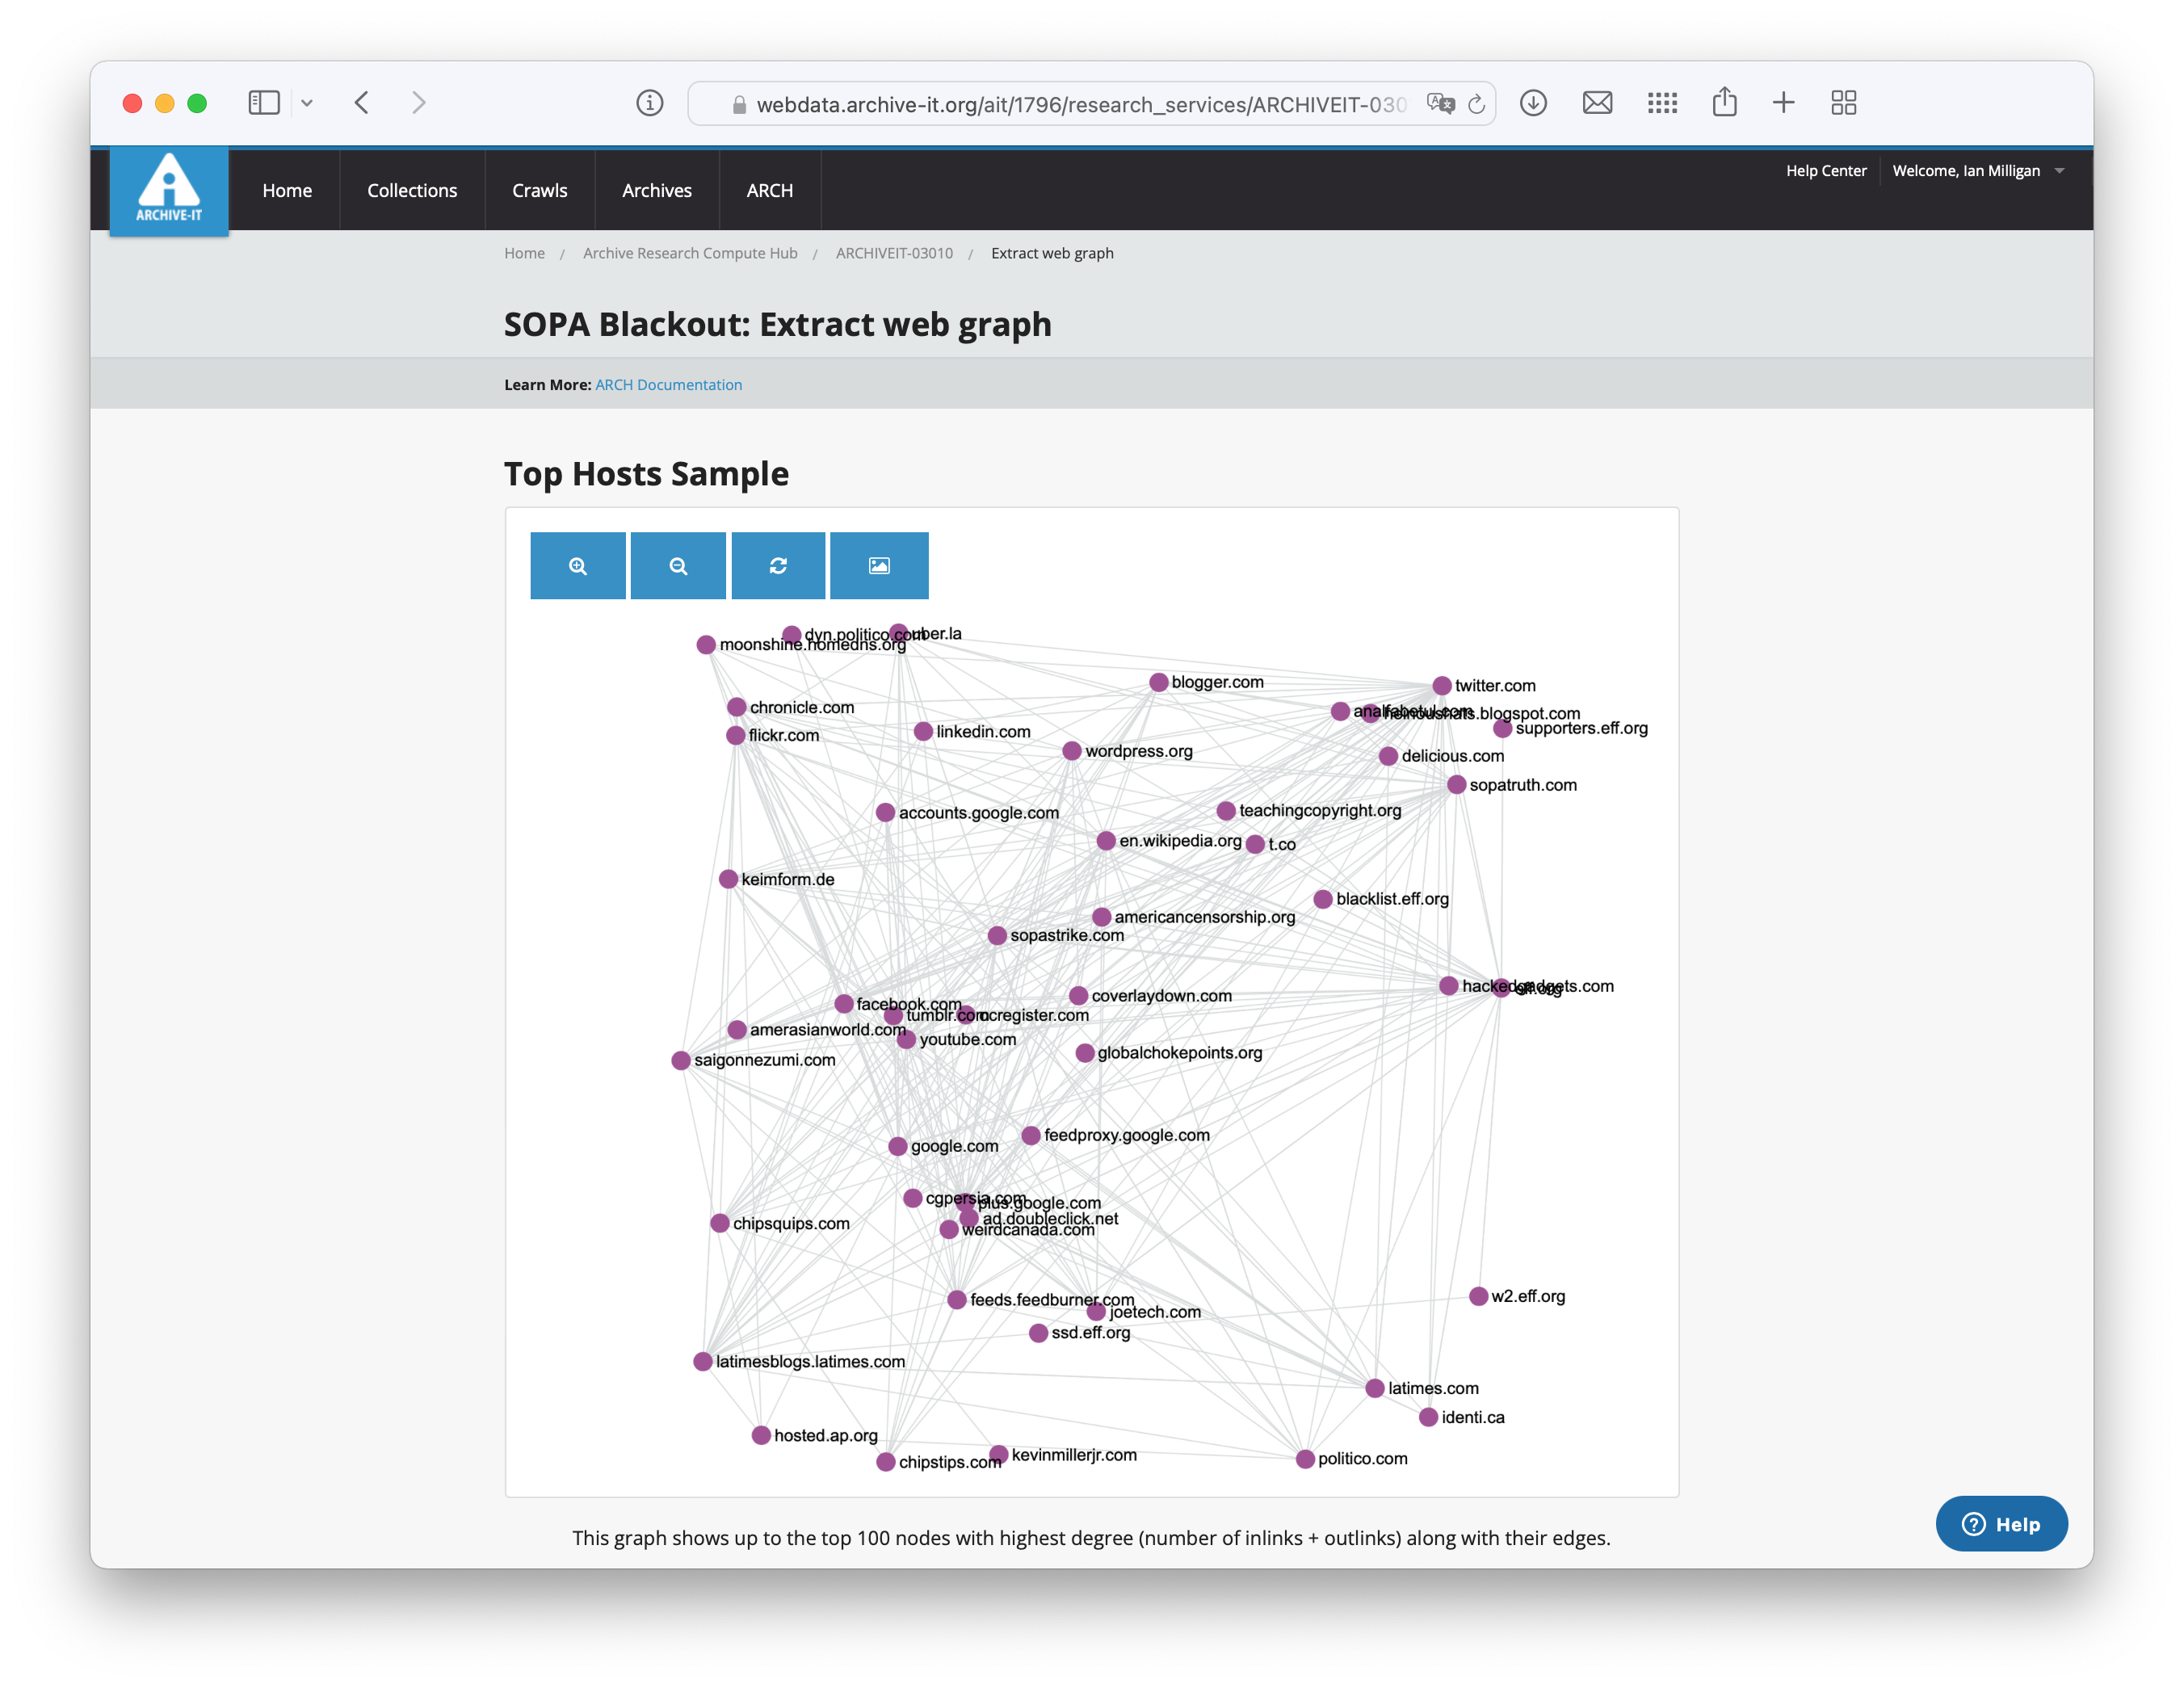 webdata.archive-it.org/ait/1796/research_services/ARCHIVEIT-030
ARCHIVE-IT
Home
Collections
Crawls
Archives
ARCH
Help Center
Welcome, Ian Milligan
Home / Archive Research Compute Hub / ARCHIVEIT-03010 / Extract web graph
SOPA Blackout: Extract web graph
Learn More: ARCH Documentation
Top Hosts Sample
dyn.politico.com
uber.la
moonshine.homedns.org
blogger.com
twitter.com
chronicle.com
analfabetul.com
heinoushats.blogspot.com
supporters.eff.org
linkedin.com
flickr.com
wordpress.org
delicious.com
sopatruth.com
accounts.google.com
teachingcopyright.org
en.wikipedia.org
t.co
keimform.de
blacklist.eff.org
americancensorship.org
sopastrike.com
hackedgadgets.com
eff.org
coverlaydown.com
facebook.com
tumblr.com
ocregister.com
amerasianworld.com
youtube.com
globalchokepoints.org
saigonnezumi.com
feedproxy.google.com
google.com
cgpersia.com
plus.google.com
ad.doubleclick.net
chipsquips.com
weirdcanada.com
w2.eff.org
feeds.feedburner.com
joetech.com
ssd.eff.org
latimesblogs.latimes.com
latimes.com
identi.ca
hosted.ap.org
kevinmillerjr.com
politico.com
chipstips.com
This graph shows up to the top 100 nodes with highest degree (number of inlinks + outlinks) along with their edges.
Help